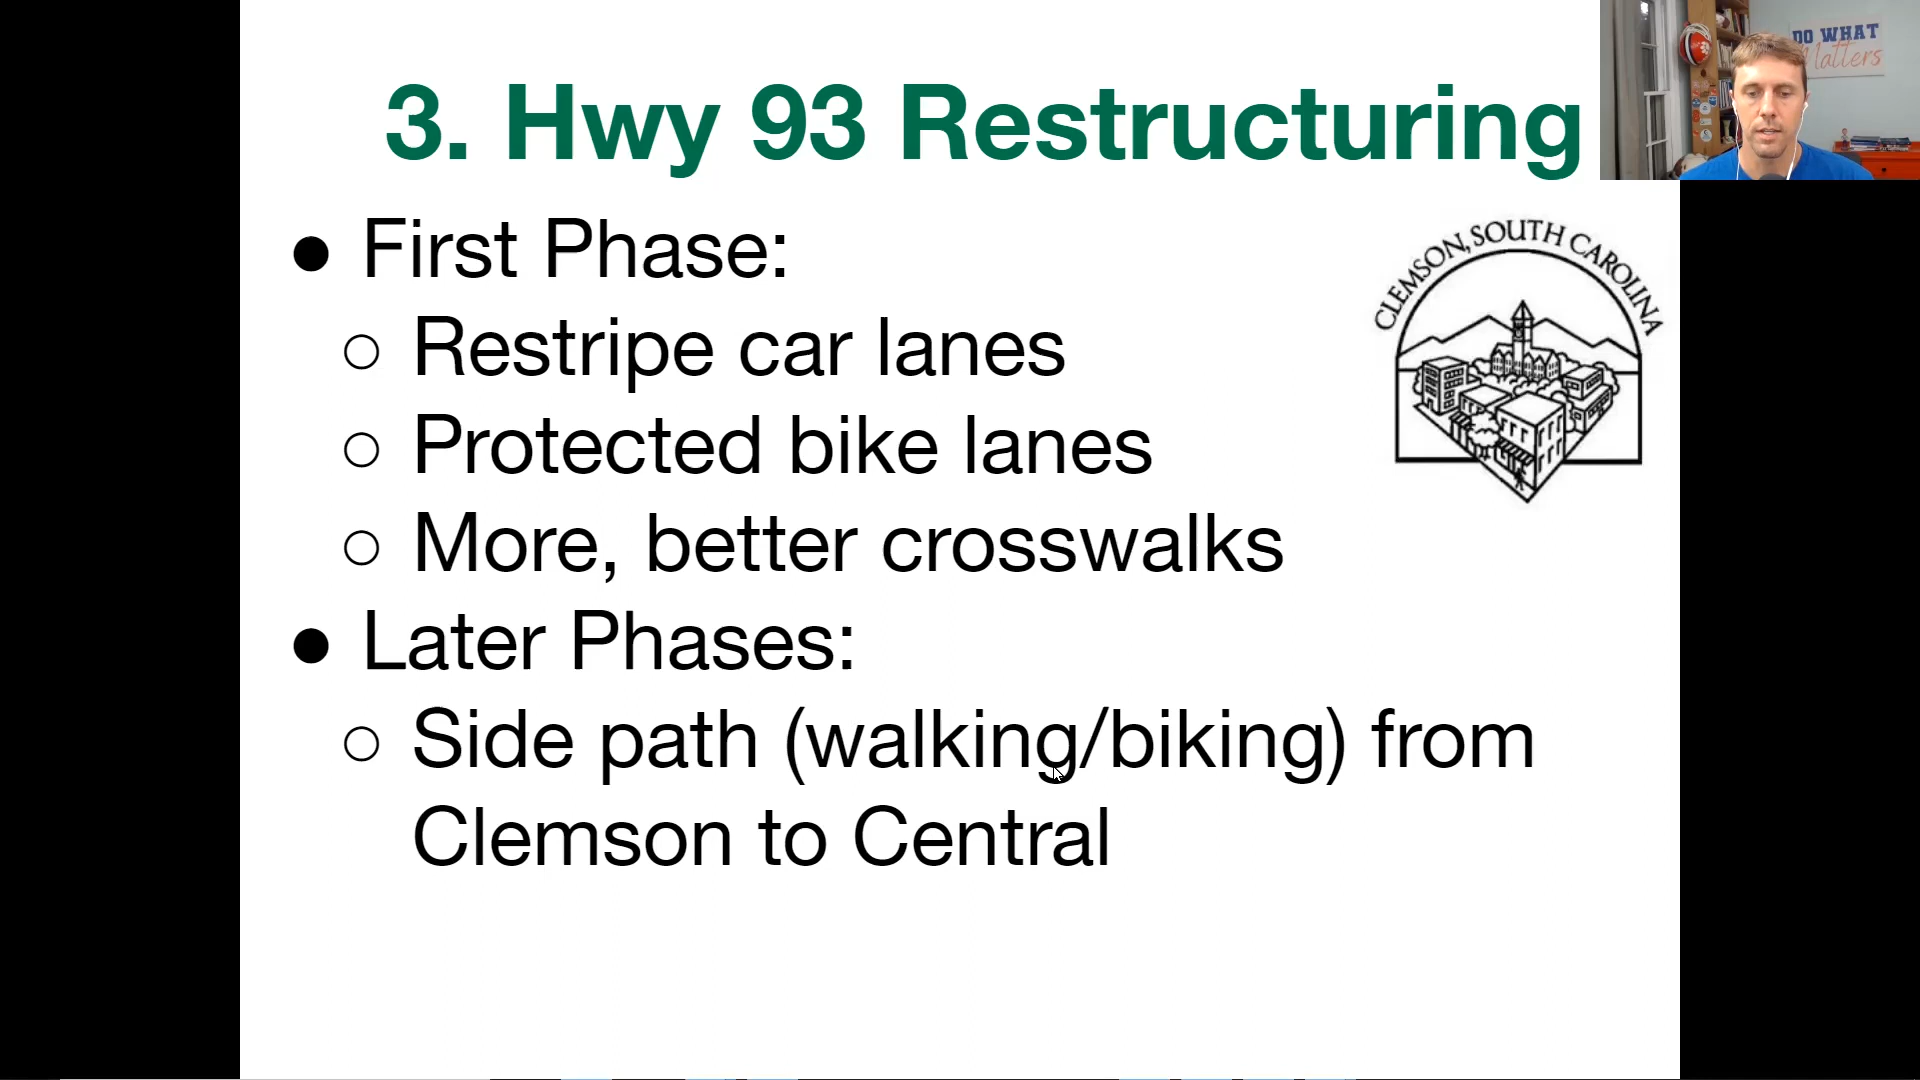 3. Hwy 93 Restructuring
DO WHAT
Matters
● First Phase:
○ Restripe car lanes
○ Protected bike lanes
○ More, better crosswalks
● Later Phases:
○ Side path (walking/biking) from
Clemson to Central
CLEMSON, SOUTH CAROLINA